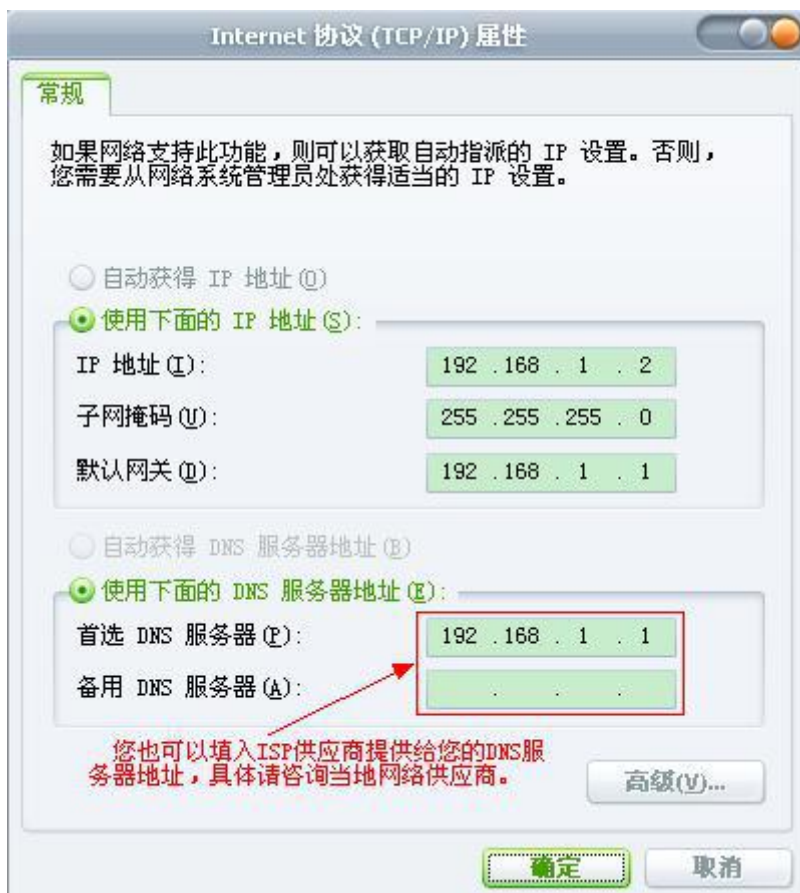 Internet 协议 (TCP/IP) 属性
常规
如果网络支持此功能，则可以获取自动指派的 IP 设置。否则，
您需要从网络系统管理员处获得适当的 IP 设置。
自动获得 IP 地址(O)
使用下面的 IP 地址(S):
IP 地址(I): 192 .168 . 1 . 2
子网掩码(U): 255 .255 .255 . 0
默认网关(D): 192 .168 . 1 . 1
自动获得 DNS 服务器地址(B)
使用下面的 DNS 服务器地址(E):
首选 DNS 服务器(P): 192 .168 . 1 . 1
备用 DNS 服务器(A): . . .
您也可以填入ISP供应商提供给您的DNS服
务器地址，具体请咨询当地网络供应商。
高级(V)...
确定 取消